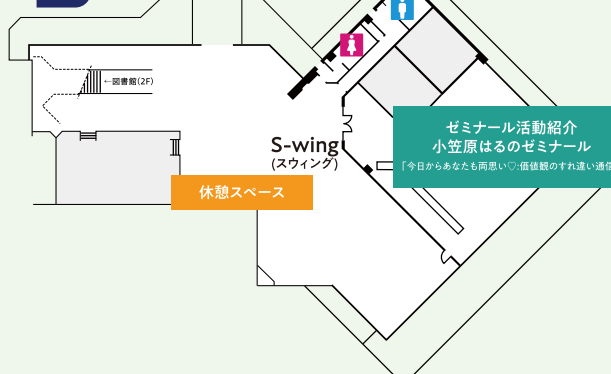 ←図書館(2F)
S-wing
(スウィング)
ゼミナール活動紹介
小笠原はるのゼミナール
「今日からあなたも両思い♡:価値観のすれ違い通信
休憩スペース